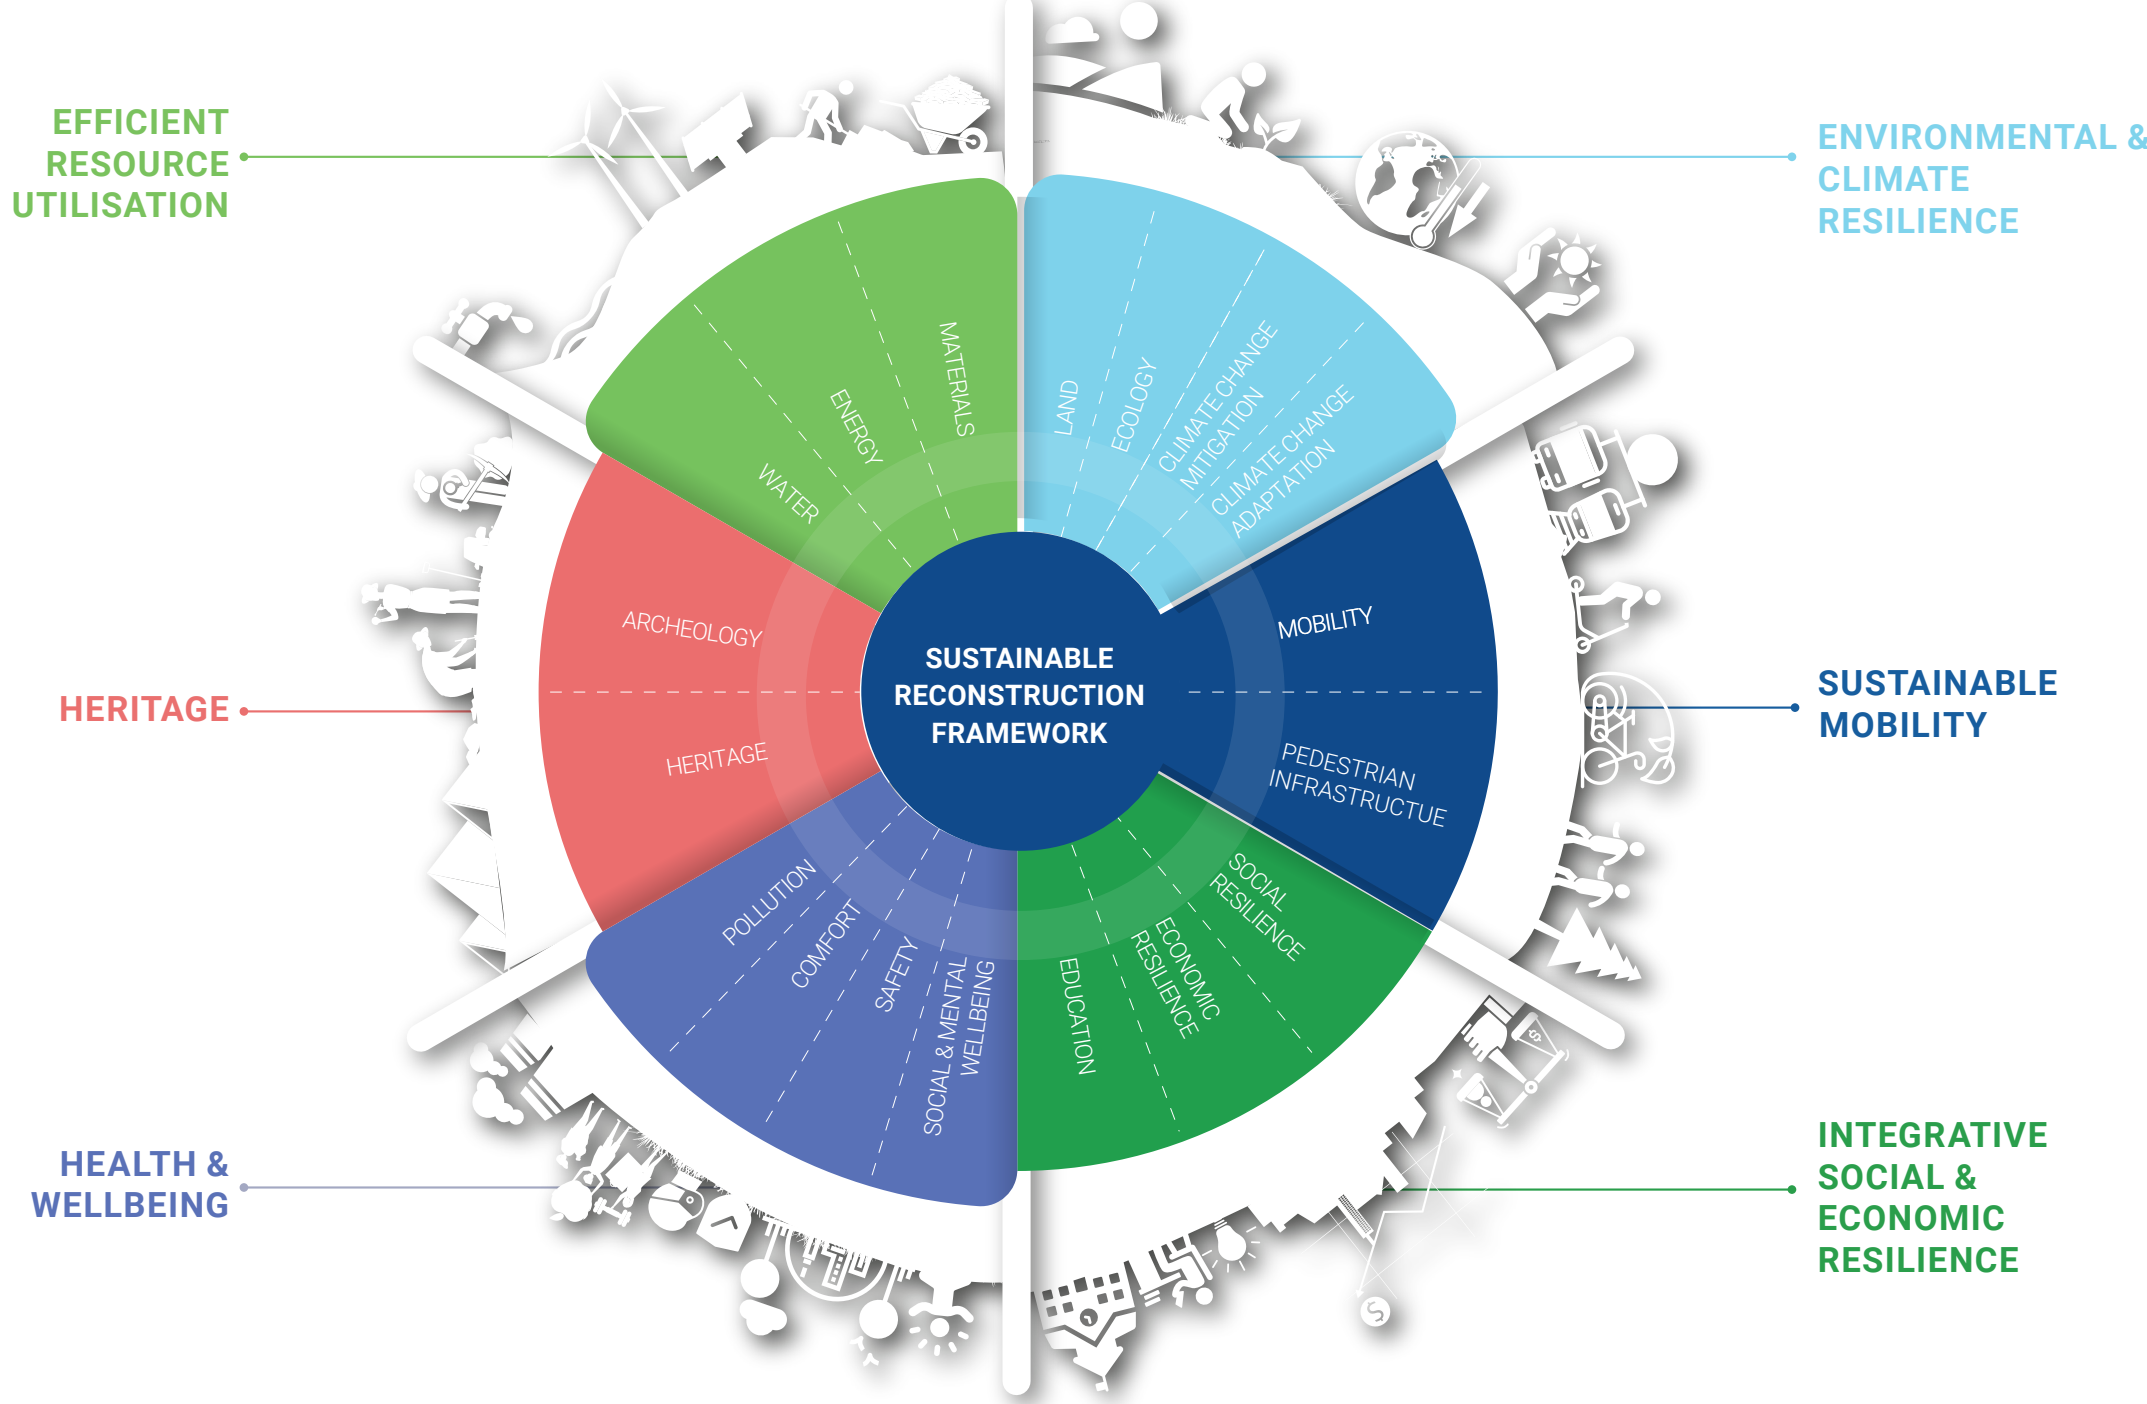 EFFICIENT
RESOURCE
UTILISATION
ENVIRONMENTAL &
CLIMATE
RESILIENCE
MATERIALS
ENERGY
WATER
LAND
ECOLOGY
CLIMATE CHANGE
MITIGATION
CLIMATE CHANGE
ADAPTATION
ARCHEOLOGY
HERITAGE
SUSTAINABLE
RECONSTRUCTION
FRAMEWORK
MOBILITY
PEDESTRIAN
INFRASTRUCTUE
HERITAGE
SUSTAINABLE
MOBILITY
POLLUTION
COMFORT
SAFETY
SOCIAL & MENTAL
WELLBEING
EDUCATION
ECONOMIC
RESILIENCE
SOCIAL
RESILIENCE
HEALTH &
WELLBEING
INTEGRATIVE
SOCIAL &
ECONOMIC
RESILIENCE
$
$